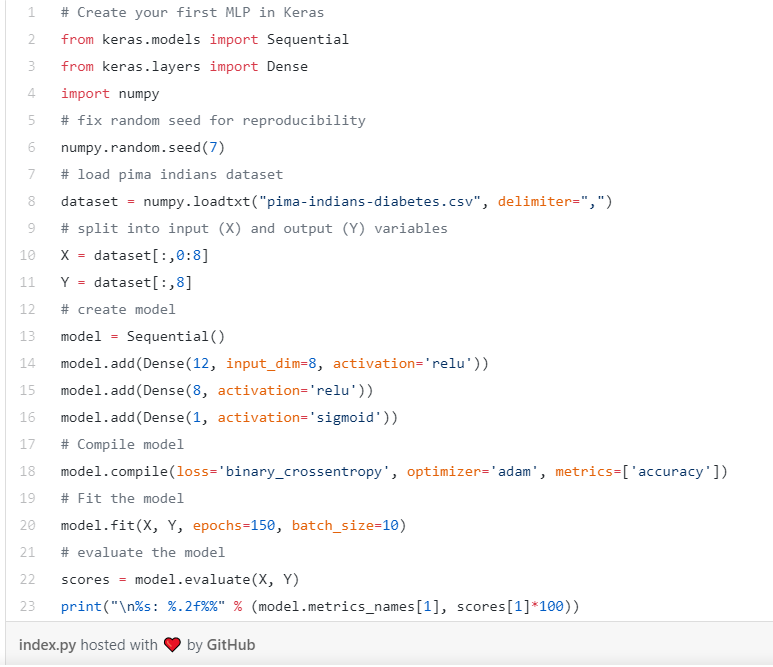 1 # Create your first MLP in Keras
2 from keras.models import Sequential
3 from keras.layers import Dense
4 import numpy
5 # fix random seed for reproducibility
6 numpy.random.seed(7)
7 # load pima indians dataset
8 dataset = numpy.loadtxt("pima-indians-diabetes.csv", delimiter=",")
9 # split into input (X) and output (Y) variables
10 X = dataset[:,0:8]
11 Y = dataset[:,8]
12 # create model
13 model = Sequential()
14 model.add(Dense(12, input_dim=8, activation='relu'))
15 model.add(Dense(8, activation='relu'))
16 model.add(Dense(1, activation='sigmoid'))
17 # Compile model
18 model.compile(loss='binary_crossentropy', optimizer='adam', metrics=['accuracy'])
19 # Fit the model
20 model.fit(X, Y, epochs=150, batch_size=10)
21 # evaluate the model
22 scores = model.evaluate(X, Y)
23 print("\n%s: %.2f%%" % (model.metrics_names[1], scores[1]*100))
index.py hosted with ❤ by GitHub